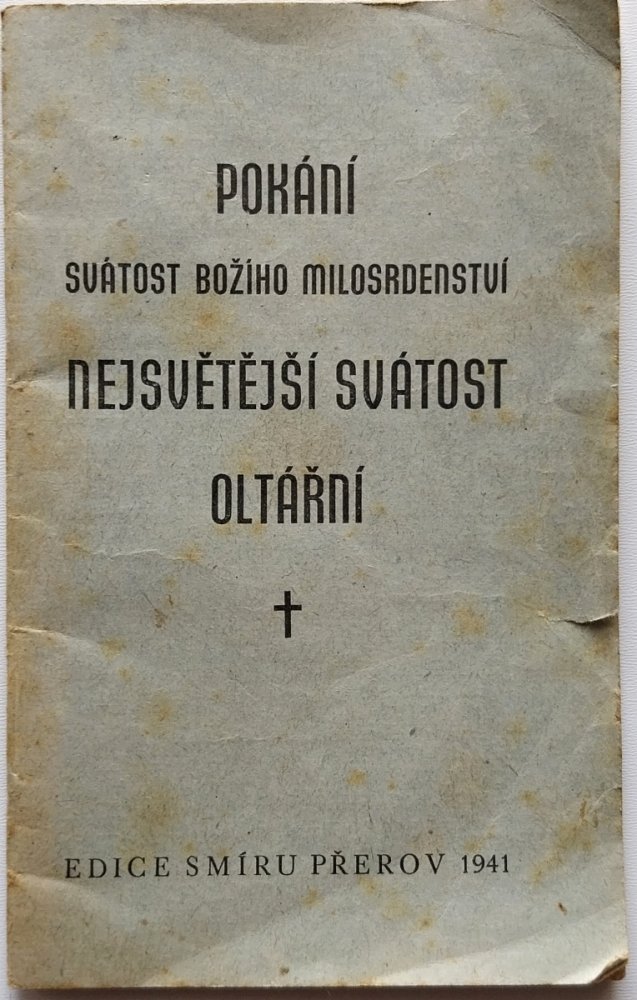 POKÁNÍ
SVÁTOST BOŽÍHO MILOSRDENSTVÍ
NEJSVĚTĚJŠÍ SVÁTOST
OLTÁŘNÍ
EDICE SMÍRU PŘEROV 1941